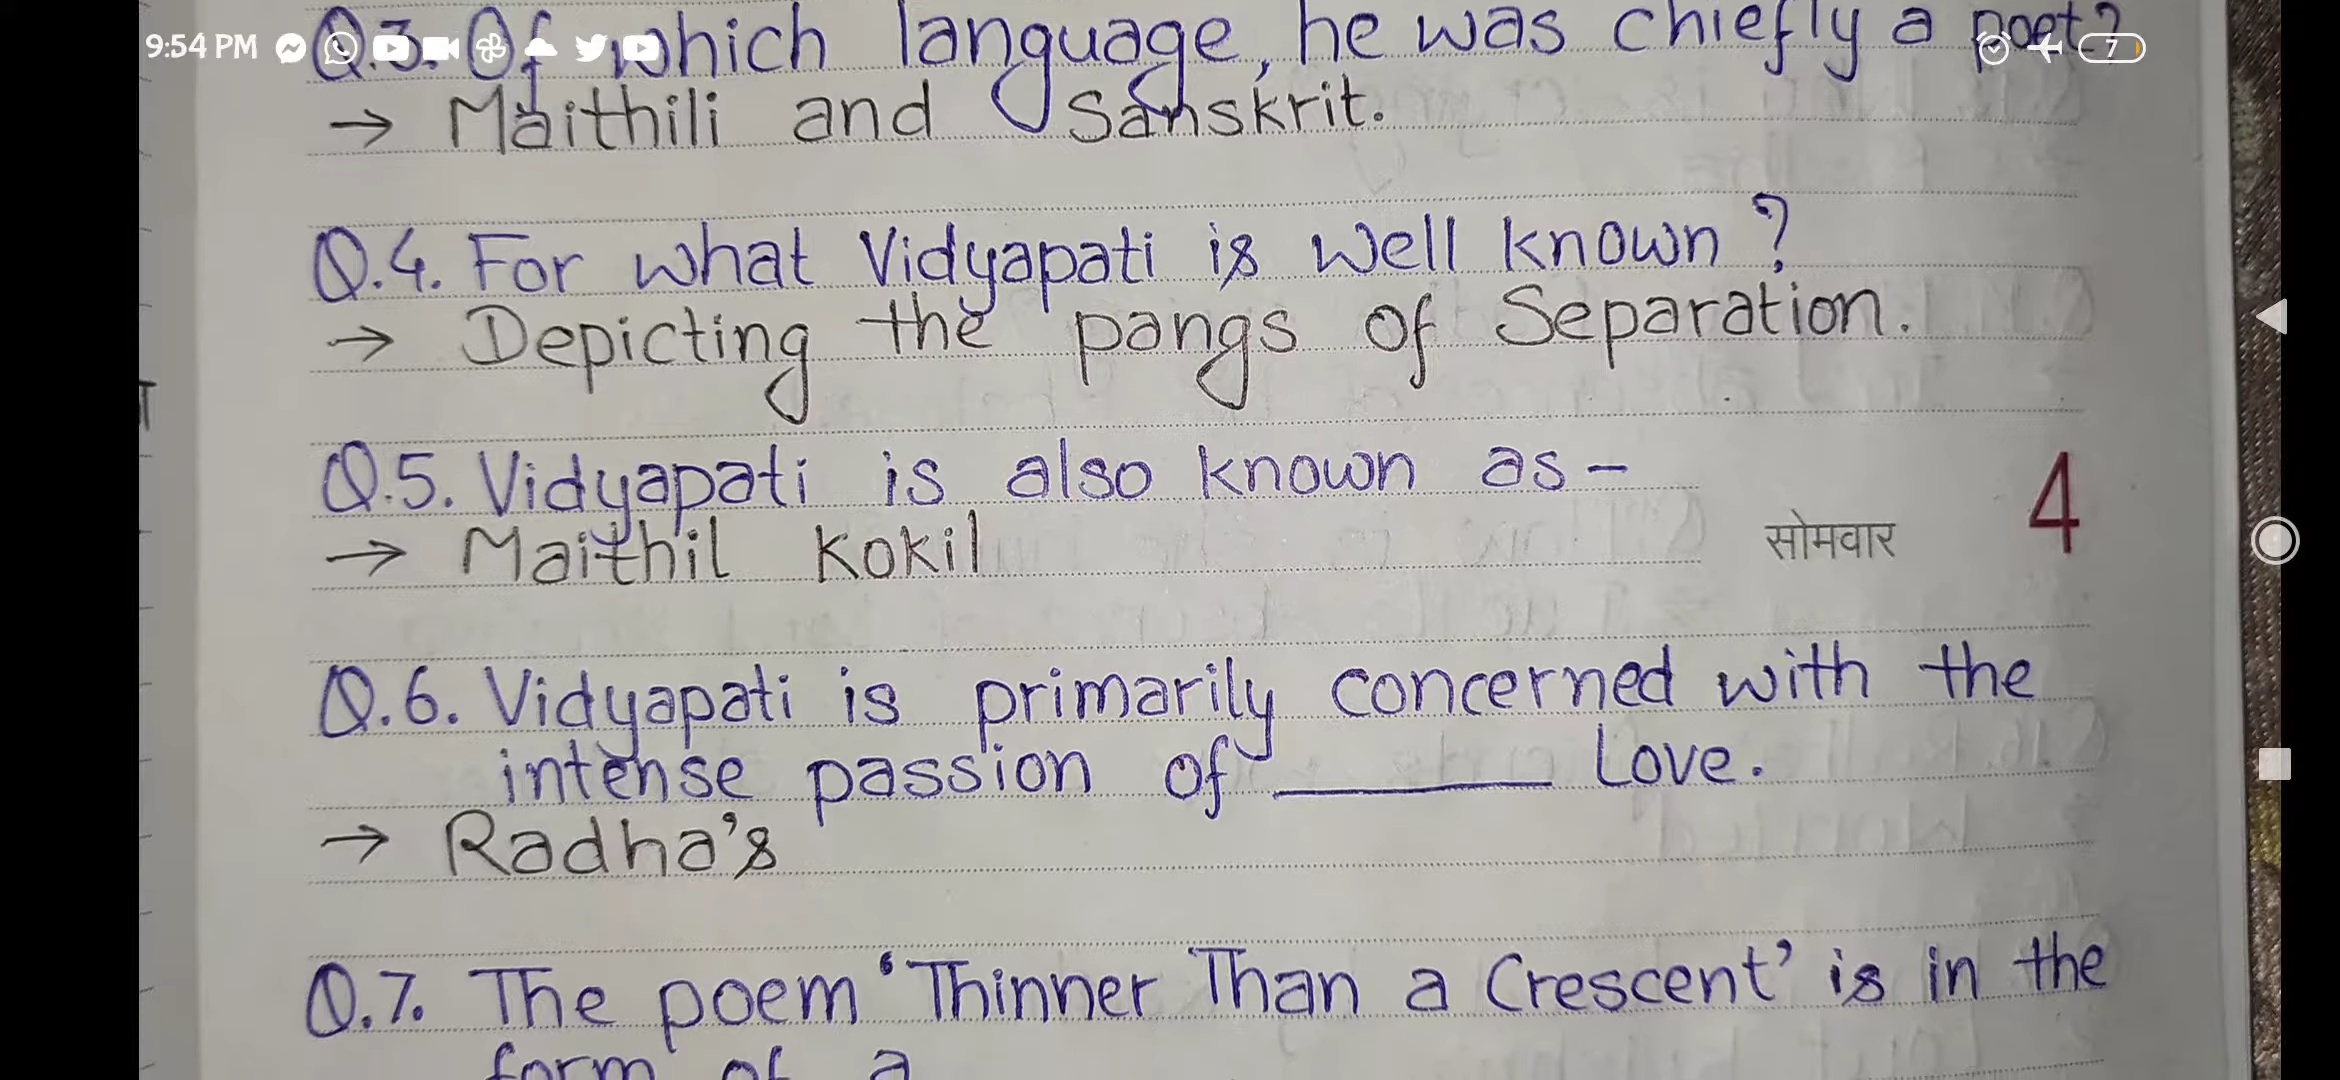 9:54 PM
7
Q.3. Of which language, he was chiefly a poet?
→ Maithili and Sanskrit.
Q.4. For what Vidyapati is well known?
→ Depicting the pangs of Separation.
Q.5. Vidyapati is also known as-
→ Maithil Kokil
सोमवार 4
Q.6. Vidyapati is primarily concerned with the
intense passion of ______ Love.
→ Radha's
Q.7. The poem 'Thinner Than a Crescent' is in the
form of a